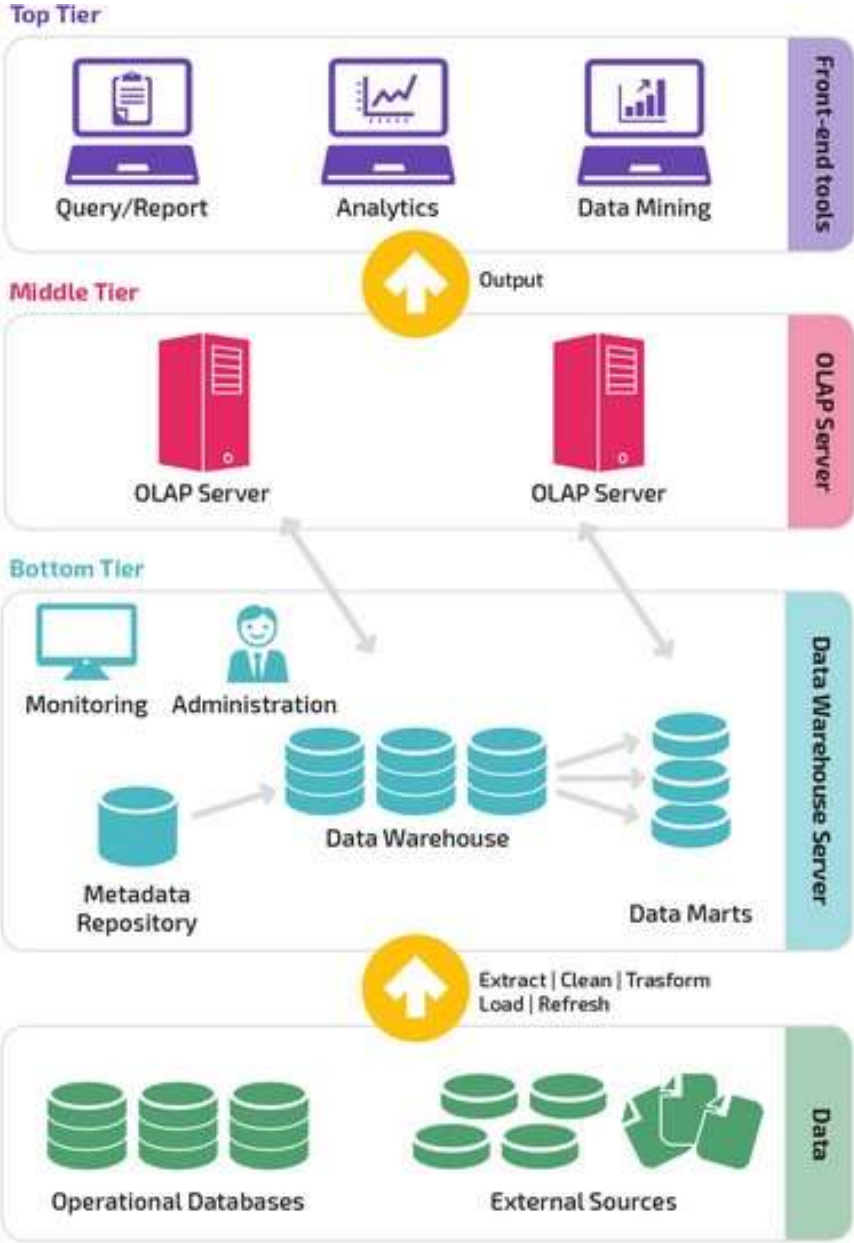 Top Tier
Query/Report
Analytics
Data Mining
Front-end tools
Output
Middle Tier
OLAP Server
OLAP Server
OLAP Server
Bottom Tier
Monitoring
Administration
Data Warehouse
Metadada
Repository
Data Marts
Data Warehouse Server
Extract | Clean | Trasform
Load | Refresh
Operational Databases
External Sources
Data